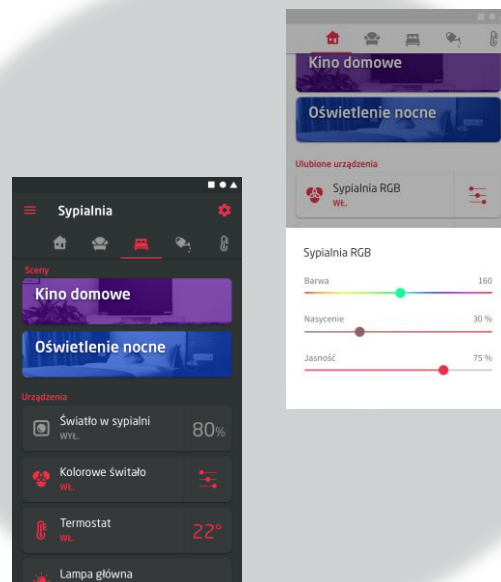 Sypialnia
Sceny
Kino domowe
Oświetlenie nocne
Urządzenia
Światło w sypialni
WYŁ.
80%
Kolorowe świtało
WŁ.
Termostat
WŁ.
22°
Lampa główna
Kino domowe
Oświetlenie nocne
Ulubione urządzenia
Sypialnia RGB
WŁ.
Sypialnia RGB
Barwa 160
Nasycenie 30 %
Jasność 75 %